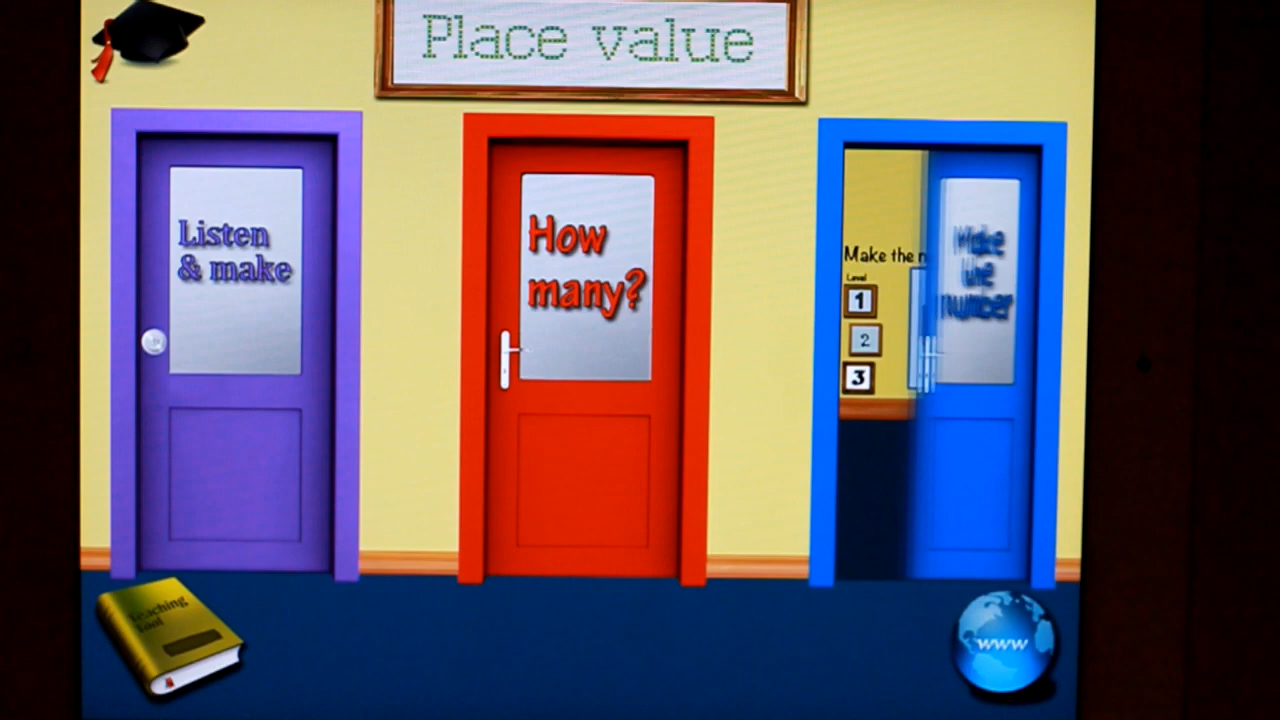 Place value
Listen
& make
How
many?
Make the
Level
1
2
3
Make
the
number
Teaching
Tool
www